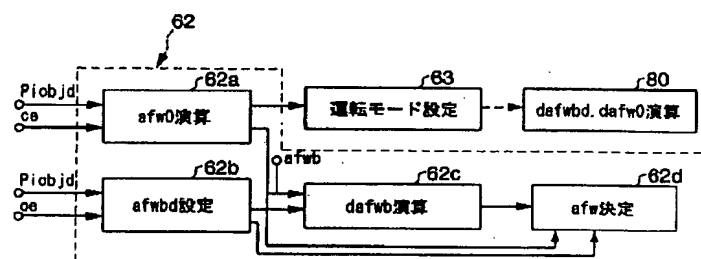 62
62a
63
80
Piobjd
ce
afw0演算
運転モード設定
dafwbd.dafw0演算
afwb
62b
62c
62d
Piobjd
ce
afwbd設定
dafwb演算
afw決定